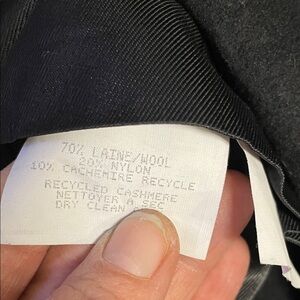 70% LAINE/WOOL
20% NYLON
10% CACHEMIRE RECYCLE
RECYCLED CASHMERE
NETTOYER A SEC
DRY CLEAN